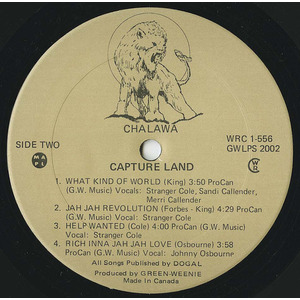 CHALAWA
SIDE TWO
WRC 1-556
GWLPS 2002
CAPTURE LAND
1. WHAT KIND OF WORLD (King) 3:50 ProCan
(G.W. Music) Vocals: Stranger Cole, Sandi Callender,
Merri Callender
2. JAH JAH REVOLUTION (Forbes - King) 4:29 ProCan
(G.W. Music) Vocal: Stranger Cole
3. HELP WANTED (Cole) 4:00 ProCan (G.W. Music)
Vocal: Stranger Cole
4. RICH INNA JAH JAH LOVE (Osbourne) 3:58
ProCan (G.W. Music) Vocal: Johnny Osbourne
All Songs Published by DOGAL
Produced by GREEN-WEENIE
Made In Canada